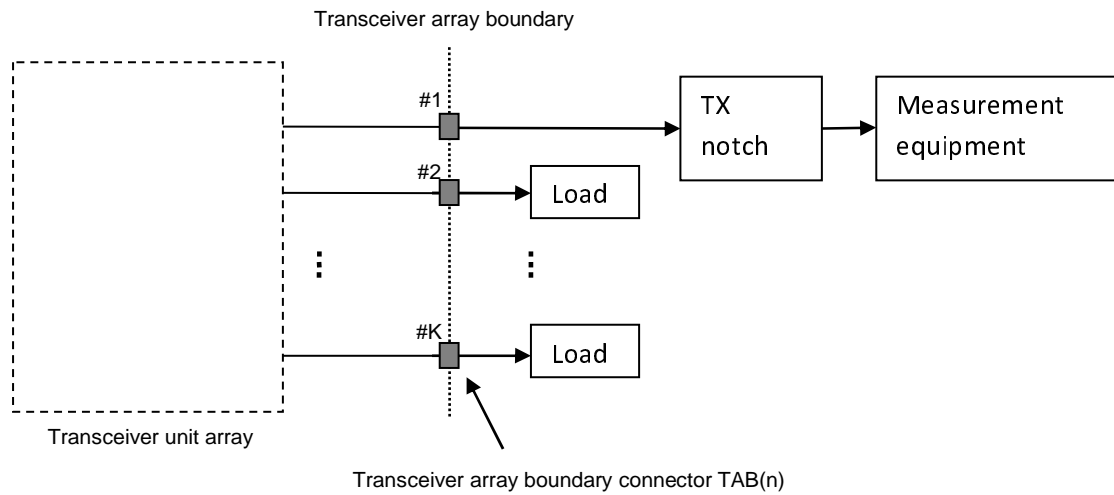 Transceiver array boundary
#1
TX
notch
Measurement
equipment
#2
Load
#K
Load
Transceiver unit array
Transceiver array boundary connector TAB(n)